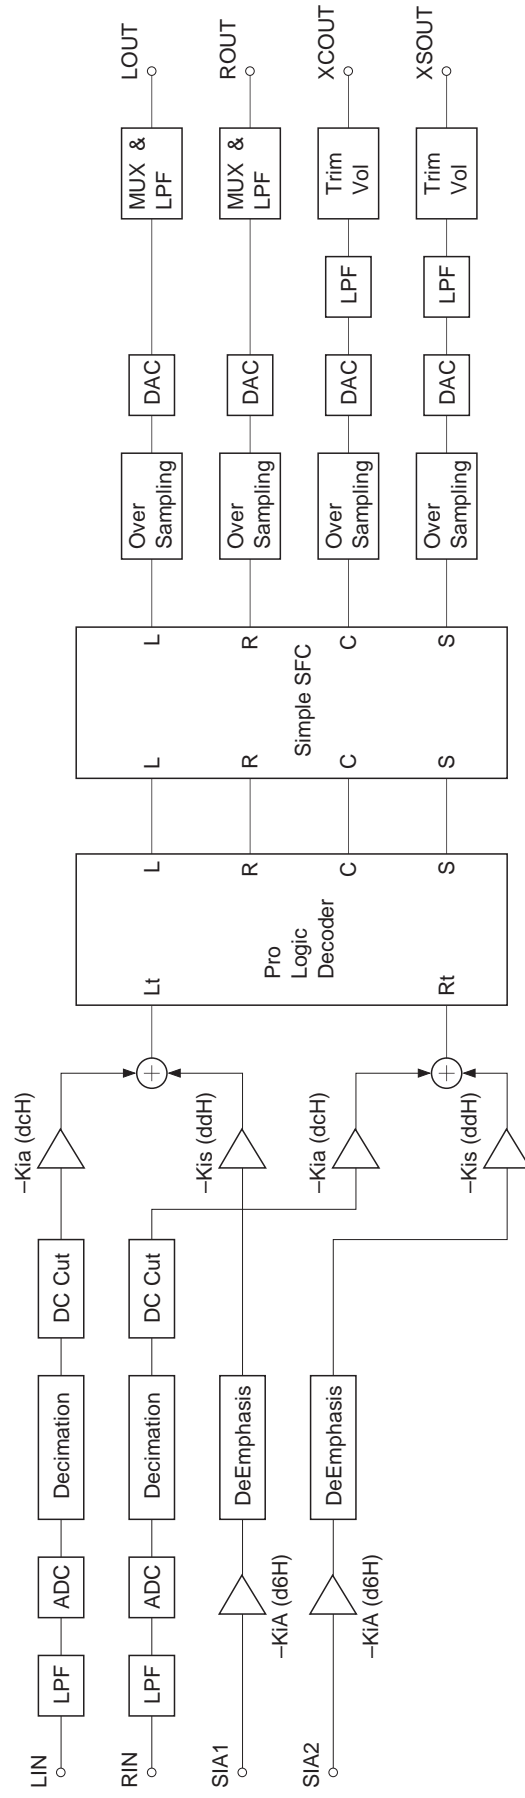 LIN
LPF
ADC
Decimation
DC Cut
–Kia (dcH)
RIN
LPF
ADC
Decimation
DC Cut
–Kia (dcH)
SIA1
–KiA (d6H)
DeEmphasis
–Kis (ddH)
SIA2
–KiA (d6H)
DeEmphasis
–Kis (ddH)
+
+
Lt
Rt
Pro
Logic
Decoder
L
R
C
S
L
R
C
S
Simple SFC
L
R
C
S
Over
Sampling
DAC
MUX &
LPF
LOUT
Over
Sampling
DAC
MUX &
LPF
ROUT
Over
Sampling
DAC
LPF
Trim
Vol
XCOUT
Over
Sampling
DAC
LPF
Trim
Vol
XSOUT